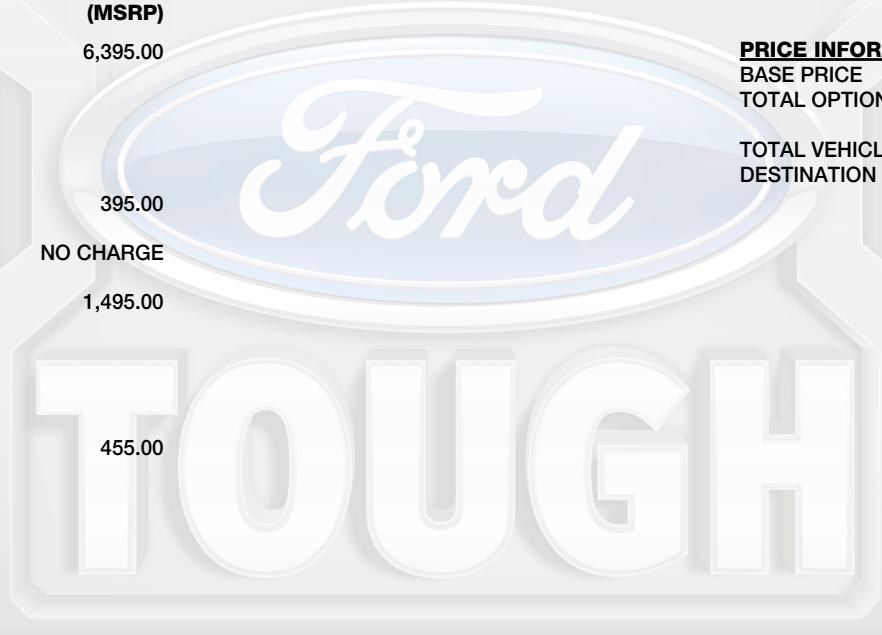 (MSRP)
6,395.00
395.00
NO CHARGE
1,495.00
455.00
PRICE INFOR
BASE PRICE
TOTAL OPTION
TOTAL VEHICL
DESTINATION
Ford
TOUGH